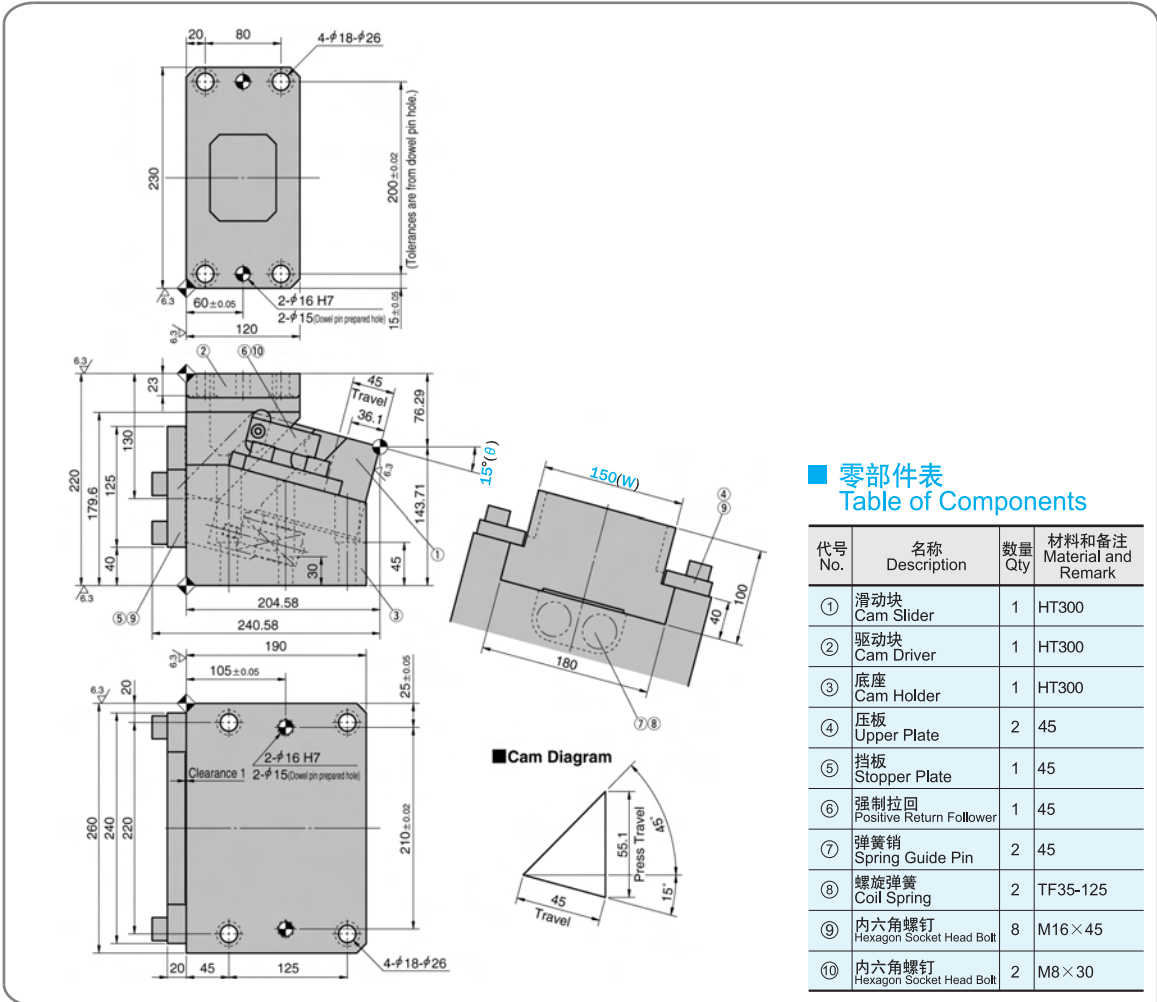 20
80
4-φ18-φ26
230
200±0.02
(Tolerances are from dowel pin hole.)
6.3
60±0.05
2-φ16 H7
2-φ15(Dowel pin prepared hole)
15±0.05
6.3
120
6.3
②
⑥⑩
23
45
Travel
36.1
76.29
130
220
179.6
125
40
15°(θ)
6.3
143.71
45
30
①
③
⑤⑨
6.3
204.58
240.58
150(W)
④
⑨
100
40
180
⑦⑧
190
6.3
105±0.05
25±0.05
6.3
20
2-φ16 H7
Clearance 1
2-φ15(Dowel pin prepared hole)
260
240
220
210±0.02
20
45
125
4-φ18-φ26
■Cam Diagram
45°
55.1
Press Travel
15°
45
Travel
■ 零部件表
Table of Components
代号 名称 数量 材料和备注
No. Description Qty Material and
Remark
① 滑动块 1 HT300
Cam Slider
② 驱动块 1 HT300
Cam Driver
③ 底座 1 HT300
Cam Holder
④ 压板 2 45
Upper Plate
⑤ 挡板 1 45
Stopper Plate
⑥ 强制拉回 1 45
Positive Return Follower
⑦ 弹簧销 2 45
Spring Guide Pin
⑧ 螺旋弹簧 2 TF35-125
Coil Spring
⑨ 内六角螺钉 8 M16×45
Hexagon Socket Head Bolt
⑩ 内六角螺钉 2 M8×30
Hexagon Socket Head Bolt